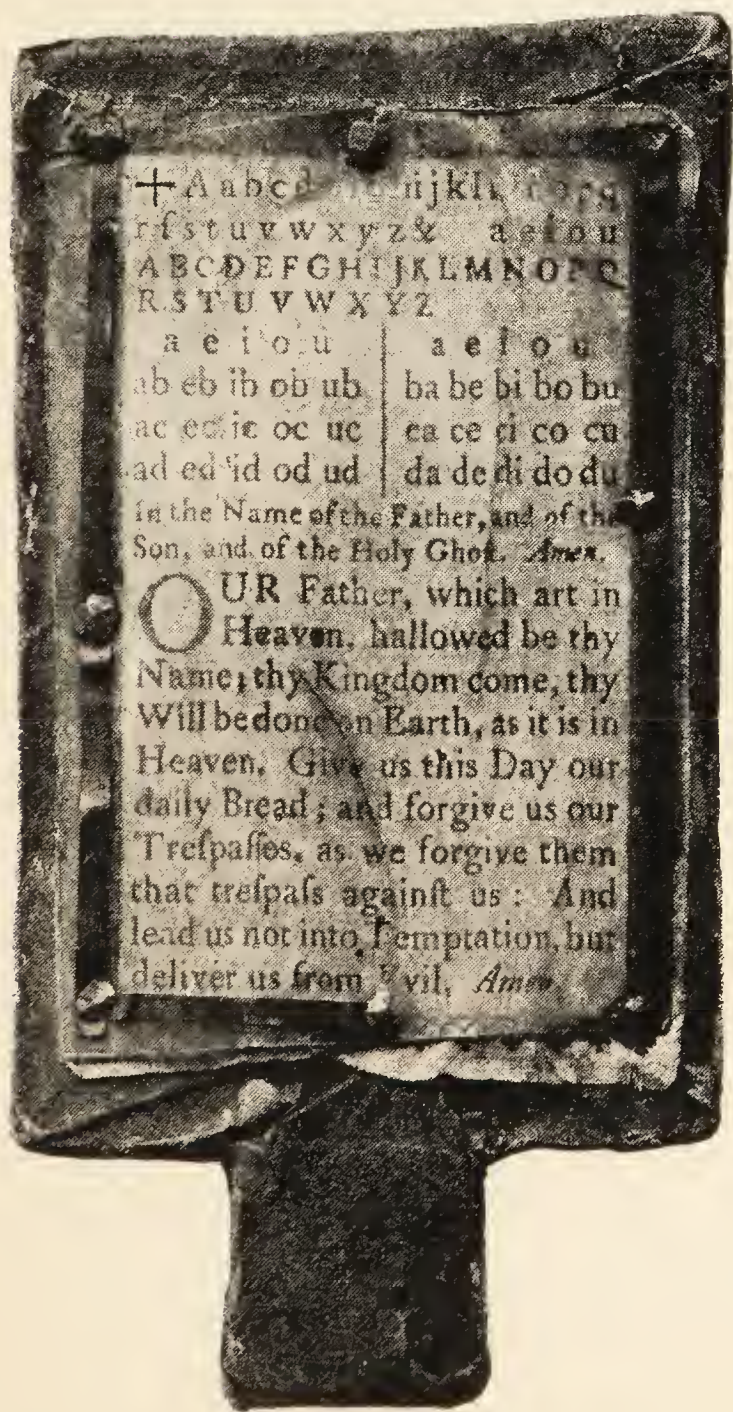 + A a b c d i j k l o p q
r ſ s t u v w x y z & a e i o u
A B C D E F G H I J K L M N O P Q
R S T U V W X Y Z
a e i o u | a e i o u
ab eb ib ob ub | ba be bi bo bu
ac ec ic oc uc | ca ce ci co cu
ad ed id od ud | da de di do du
In the Name of the Father, and of the
Son, and of the Holy Ghoſt. Amen.
OUR Father, which art in
Heaven, hallowed be thy
Name; thy Kingdom come, thy
Will be done on Earth, as it is in
Heaven. Give us this Day our
daily Bread; and forgive us our
Treſpaſſes, as we forgive them
that treſpaſs againſt us: And
lead us not into Temptation, but
deliver us from Evil. Amen.